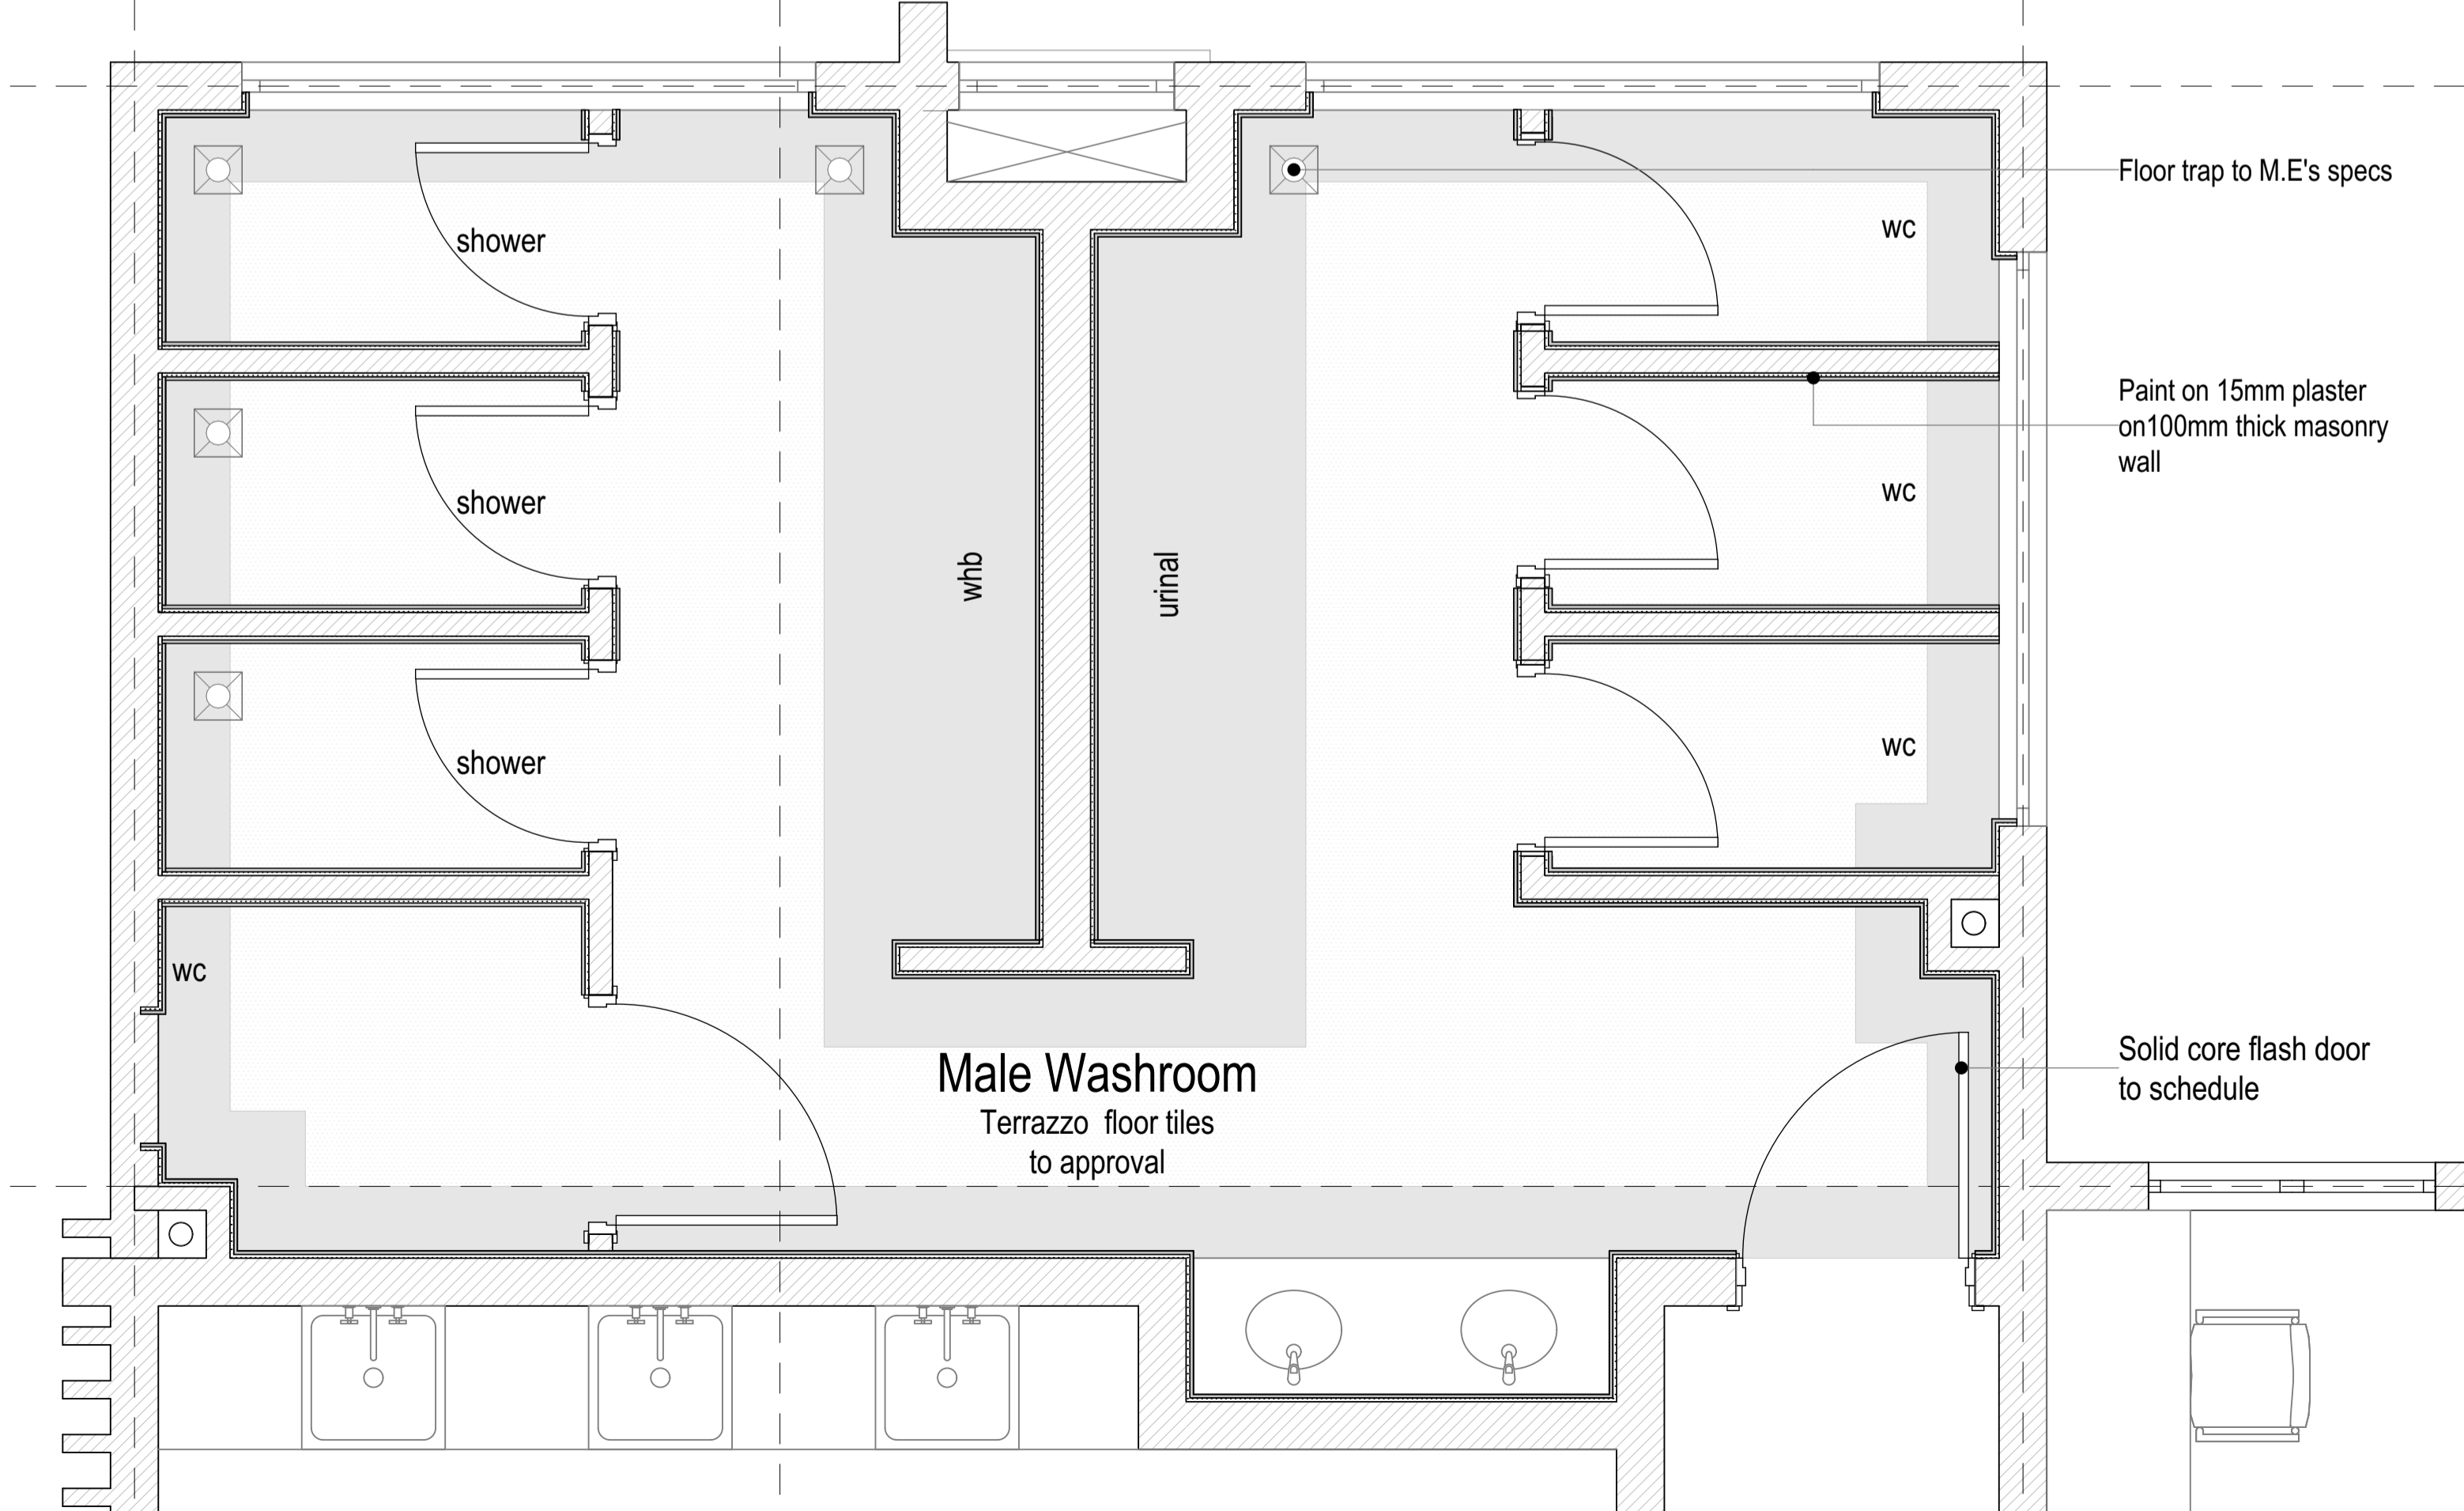 Floor trap to M.E's specs
wc
shower
Paint on 15mm plaster
on100mm thick masonry
wall
wc
shower
whb
urinal
wc
shower
wc
Male Washroom
Terrazzo floor tiles
to approval
Solid core flash door
to schedule